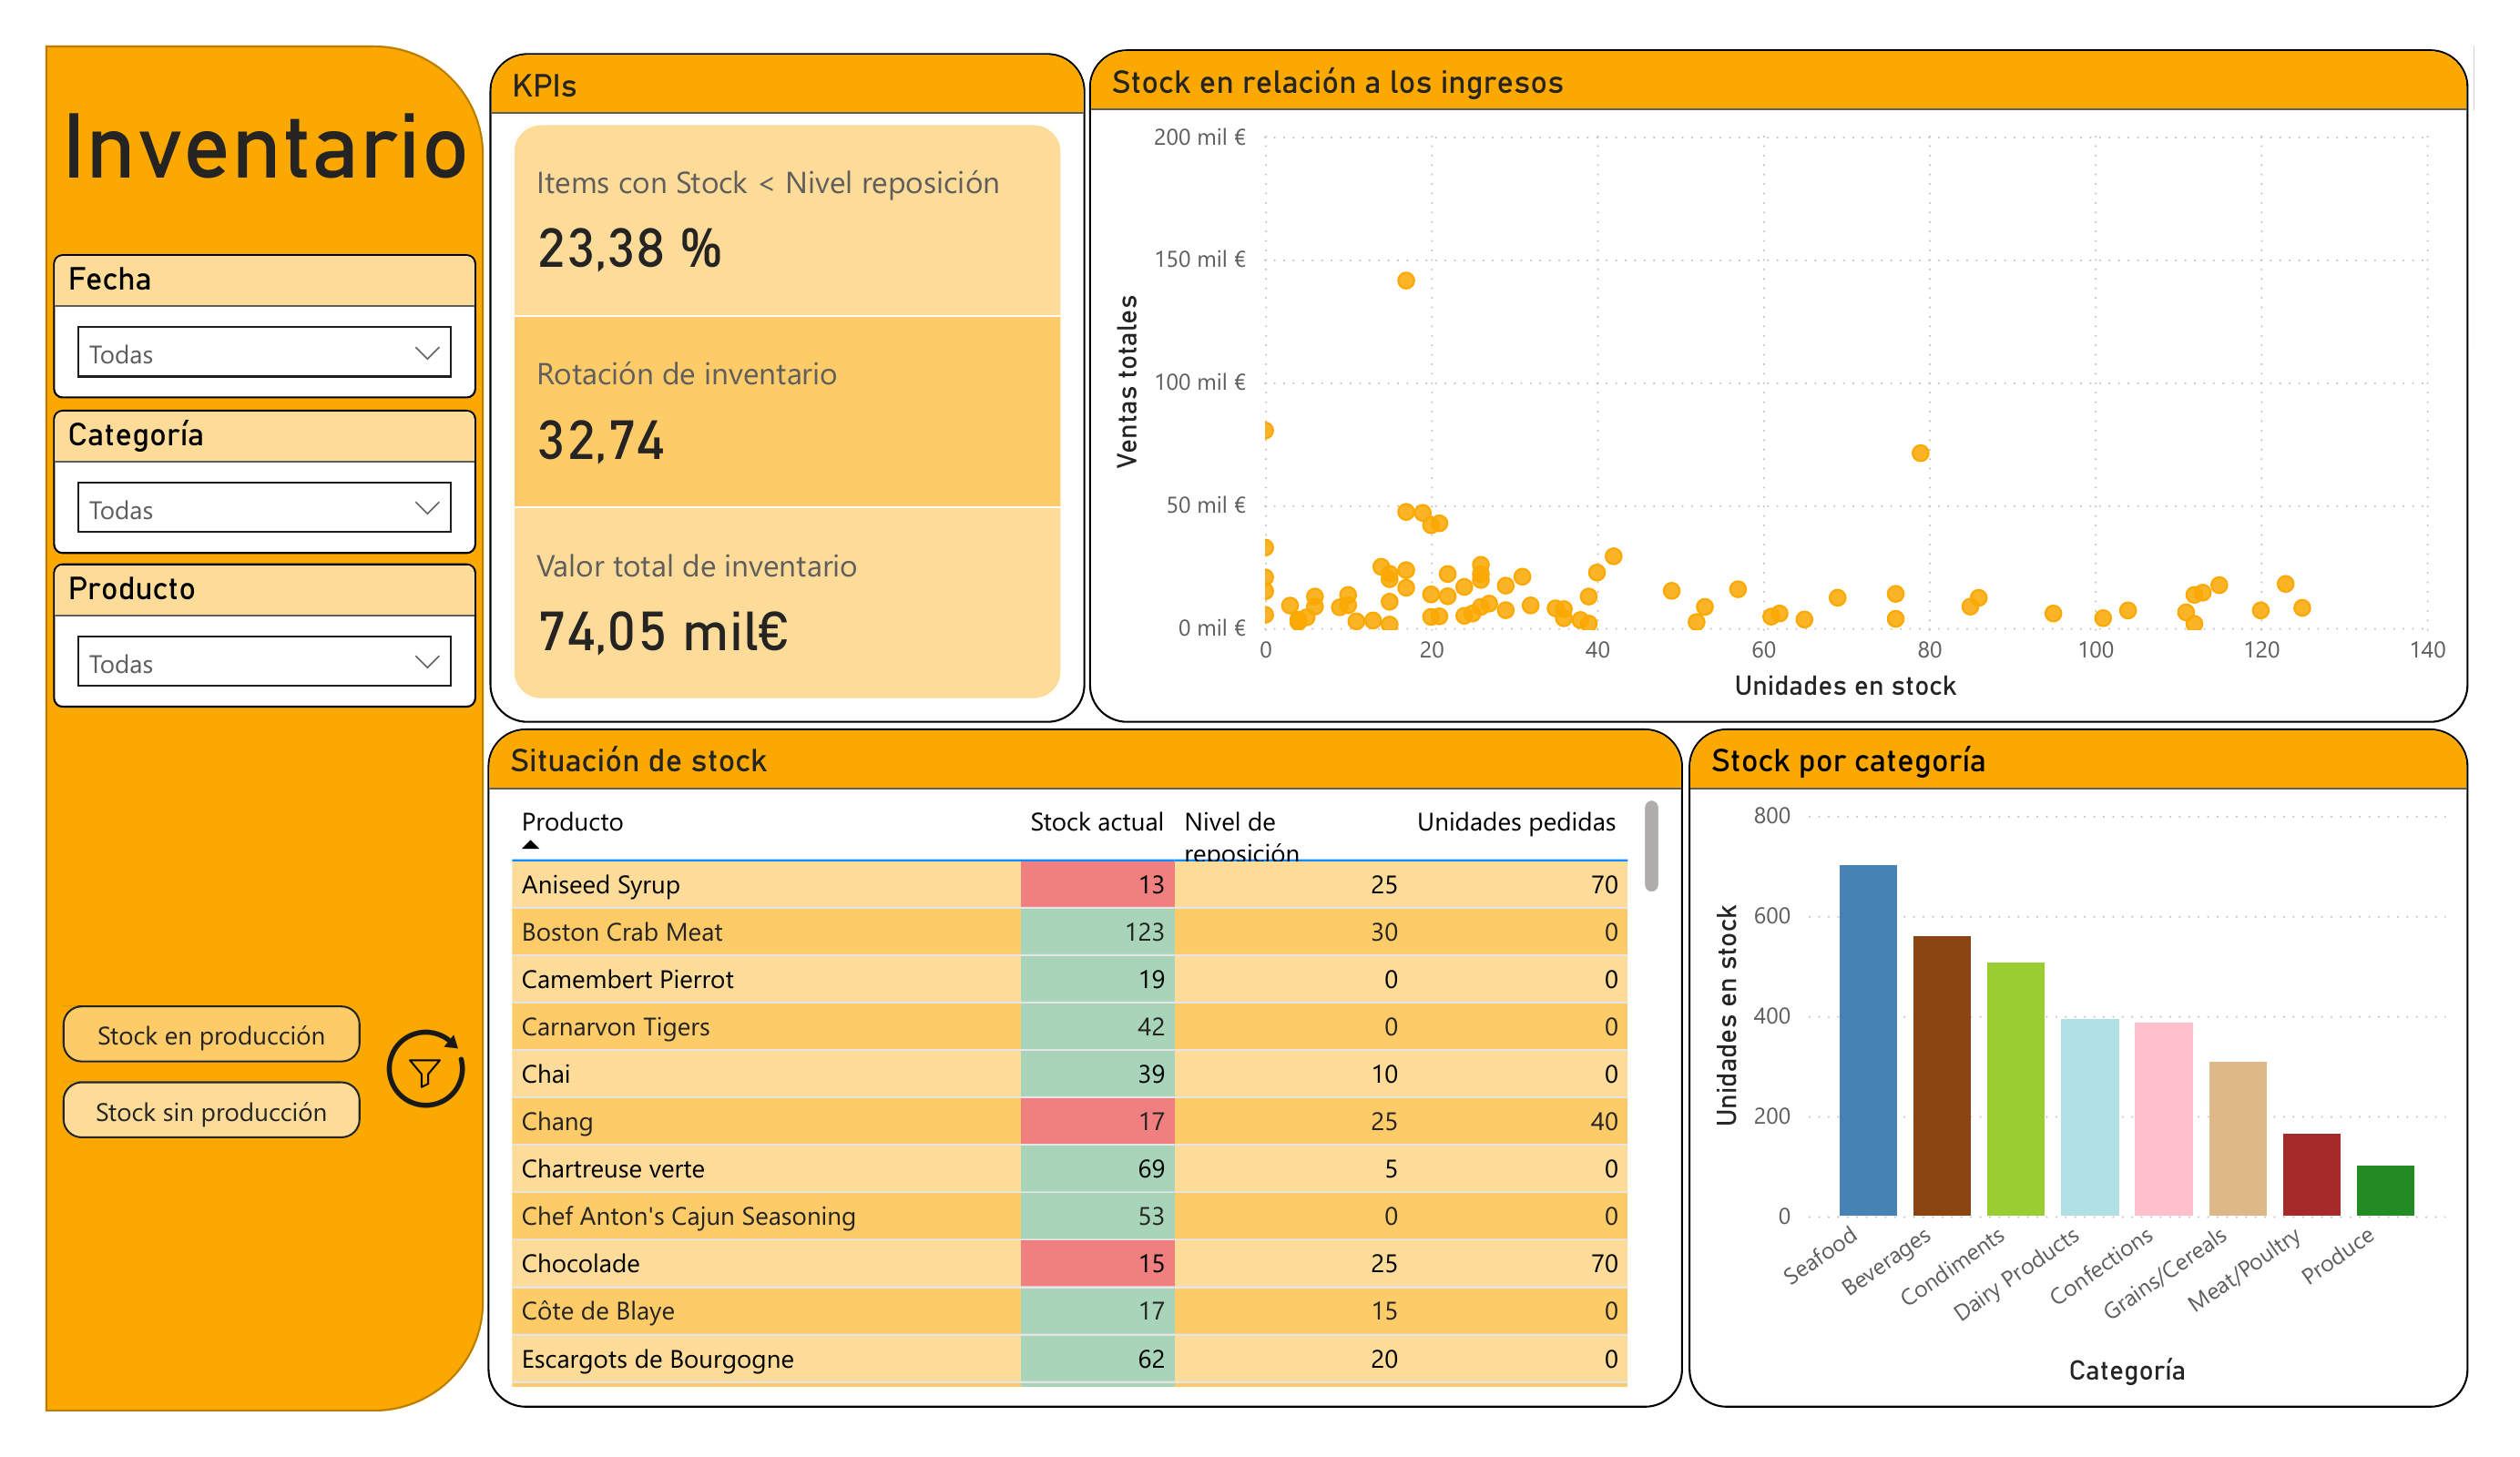 Inventario
Fecha
Todas
Categoría
Todas
Producto
Todas
Stock en producción
Stock sin producción
KPIs
Items con Stock < Nivel reposición
23,38 %
Rotación de inventario
32,74
Valor total de inventario
74,05 mil€
Stock en relación a los ingresos
Ventas totales
200 mil €
150 mil €
100 mil €
50 mil €
0 mil €
0 20 40 60 80 100 120 140
Unidades en stock
Situación de stock
Producto Stock actual Nivel de reposición Unidades pedidas
Aniseed Syrup 13 25 70
Boston Crab Meat 123 30 0
Camembert Pierrot 19 0 0
Carnarvon Tigers 42 0 0
Chai 39 10 0
Chang 17 25 40
Chartreuse verte 69 5 0
Chef Anton's Cajun Seasoning 53 0 0
Chocolade 15 25 70
Côte de Blaye 17 15 0
Escargots de Bourgogne 62 20 0
Stock por categoría
Unidades en stock
800
600
400
200
0
Seafood
Beverages
Condiments
Dairy Products
Confections
Grains/Cereals
Meat/Poultry
Produce
Categoría